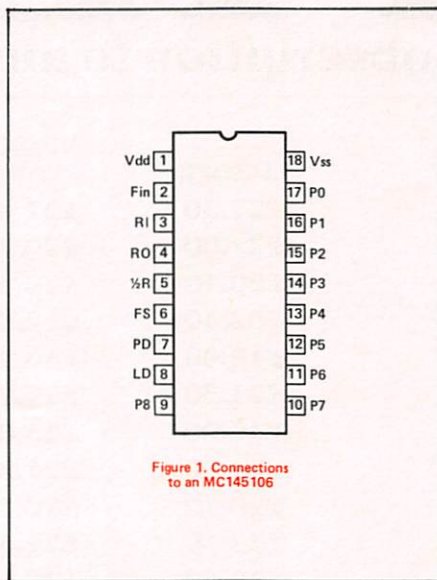 Vdd 1 18 Vss
Fin 2 17 P0
RI 3 16 P1
RO 4 15 P2
½R 5 14 P3
FS 6 13 P4
PD 7 12 P5
LD 8 11 P6
P8 9 10 P7
Figure 1. Connections
to an MC145106